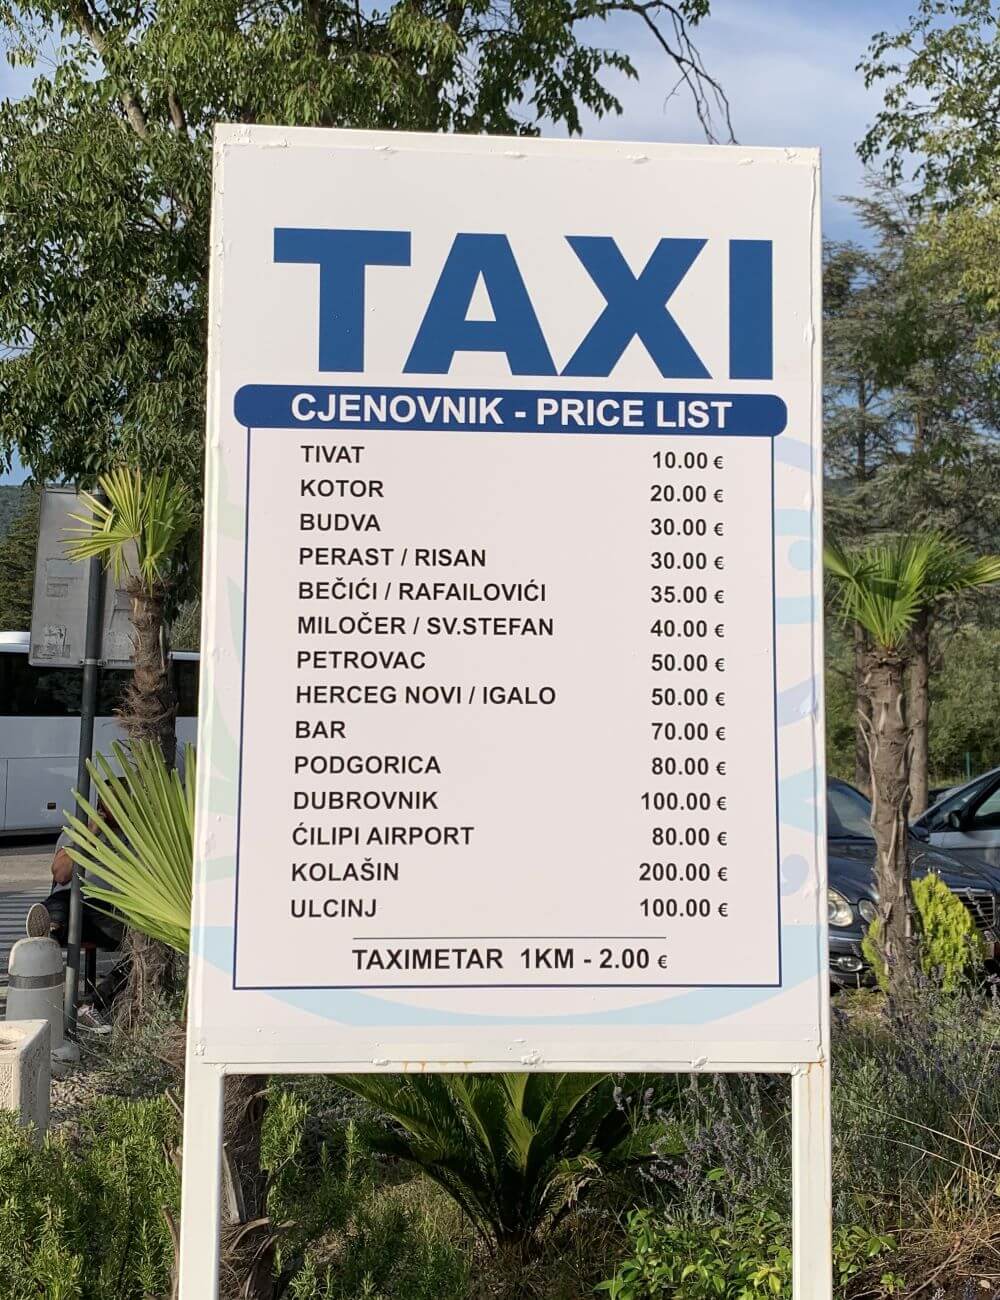 TAXI
CJENOVNIK - PRICE LIST
TIVAT 10.00 €
KOTOR 20.00 €
BUDVA 30.00 €
PERAST / RISAN 30.00 €
BEČIĆI / RAFAILOVIĆI 35.00 €
MILOČER / SV.STEFAN 40.00 €
PETROVAC 50.00 €
HERCEG NOVI / IGALO 50.00 €
BAR 70.00 €
PODGORICA 80.00 €
DUBROVNIK 100.00 €
ĆILIPI AIRPORT 80.00 €
KOLAŠIN 200.00 €
ULCINJ 100.00 €
TAXIMETAR 1KM - 2.00 €